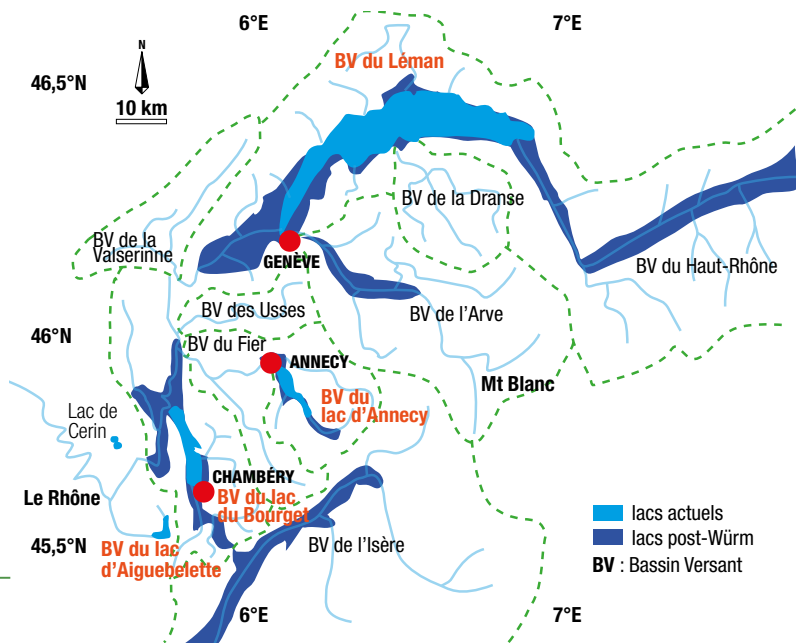 6°E
7°E
N
46,5°N
10 km
BV du Léman
BV de la Dranse
BV de la
Valserinne
GENÈVE
BV du Haut-Rhône
BV des Usses
BV de l'Arve
46°N
BV du Fier
ANNECY
Mt Blanc
BV du
lac d'Annecy
Lac de
Cerin
CHAMBÉRY
Le Rhône
BV du lac
du Bourget
lacs actuels
lacs post-Würm
BV : Bassin Versant
45,5°N
BV du lac
d'Aiguebelette
BV de l'Isère
6°E
7°E